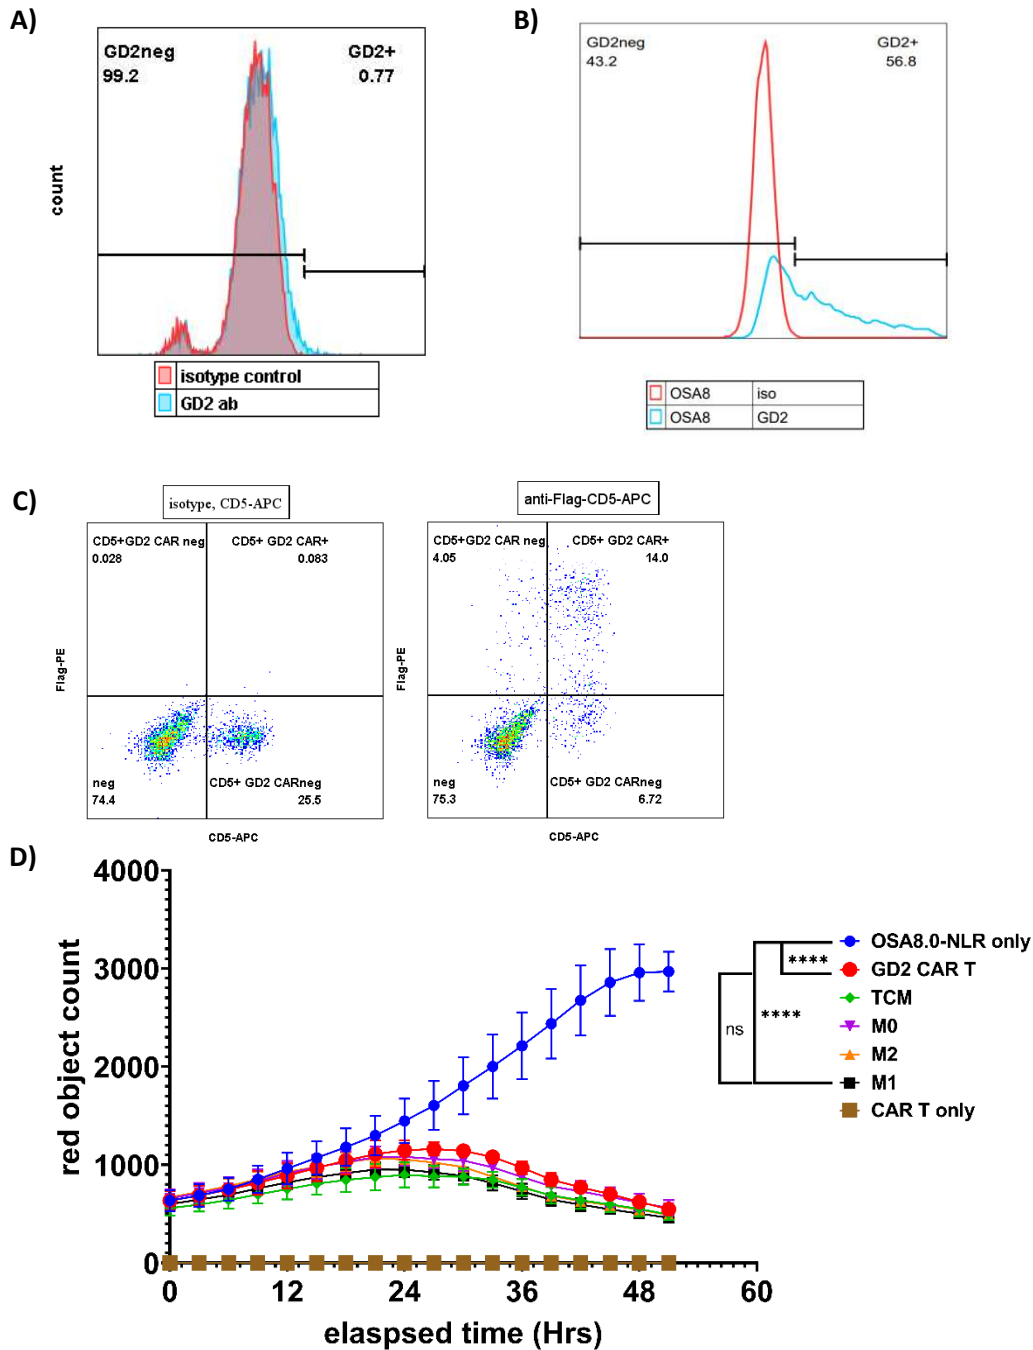 A)
GD2neg GD2+
99.2 0.77
count
isotype control
GD2 ab
B)
GD2neg GD2+
43.2 56.8
OSA8 iso
OSA8 GD2
C)
isotype, CD5-APC
CD5+GD2 CAR neg CD5+ GD2 CAR+
0.028 0.083
Flag-PE
neg CD5+ GD2 CARneg
74.4 25.5
CD5-APC
anti-Flag-CD5-APC
CD5+GD2 CAR neg CD5+ GD2 CAR+
4.05 14.0
Flag-PE
neg CD5+ GD2 CARneg
75.3 6.72
CD5-APC
D)
4000
3000
2000
1000
0
red object count
0 12 24 36 48 60
elaspsed time (Hrs)
OSA8.0-NLR only
GD2 CAR T
TCM
M0
M2
M1
CAR T only
****
****
ns